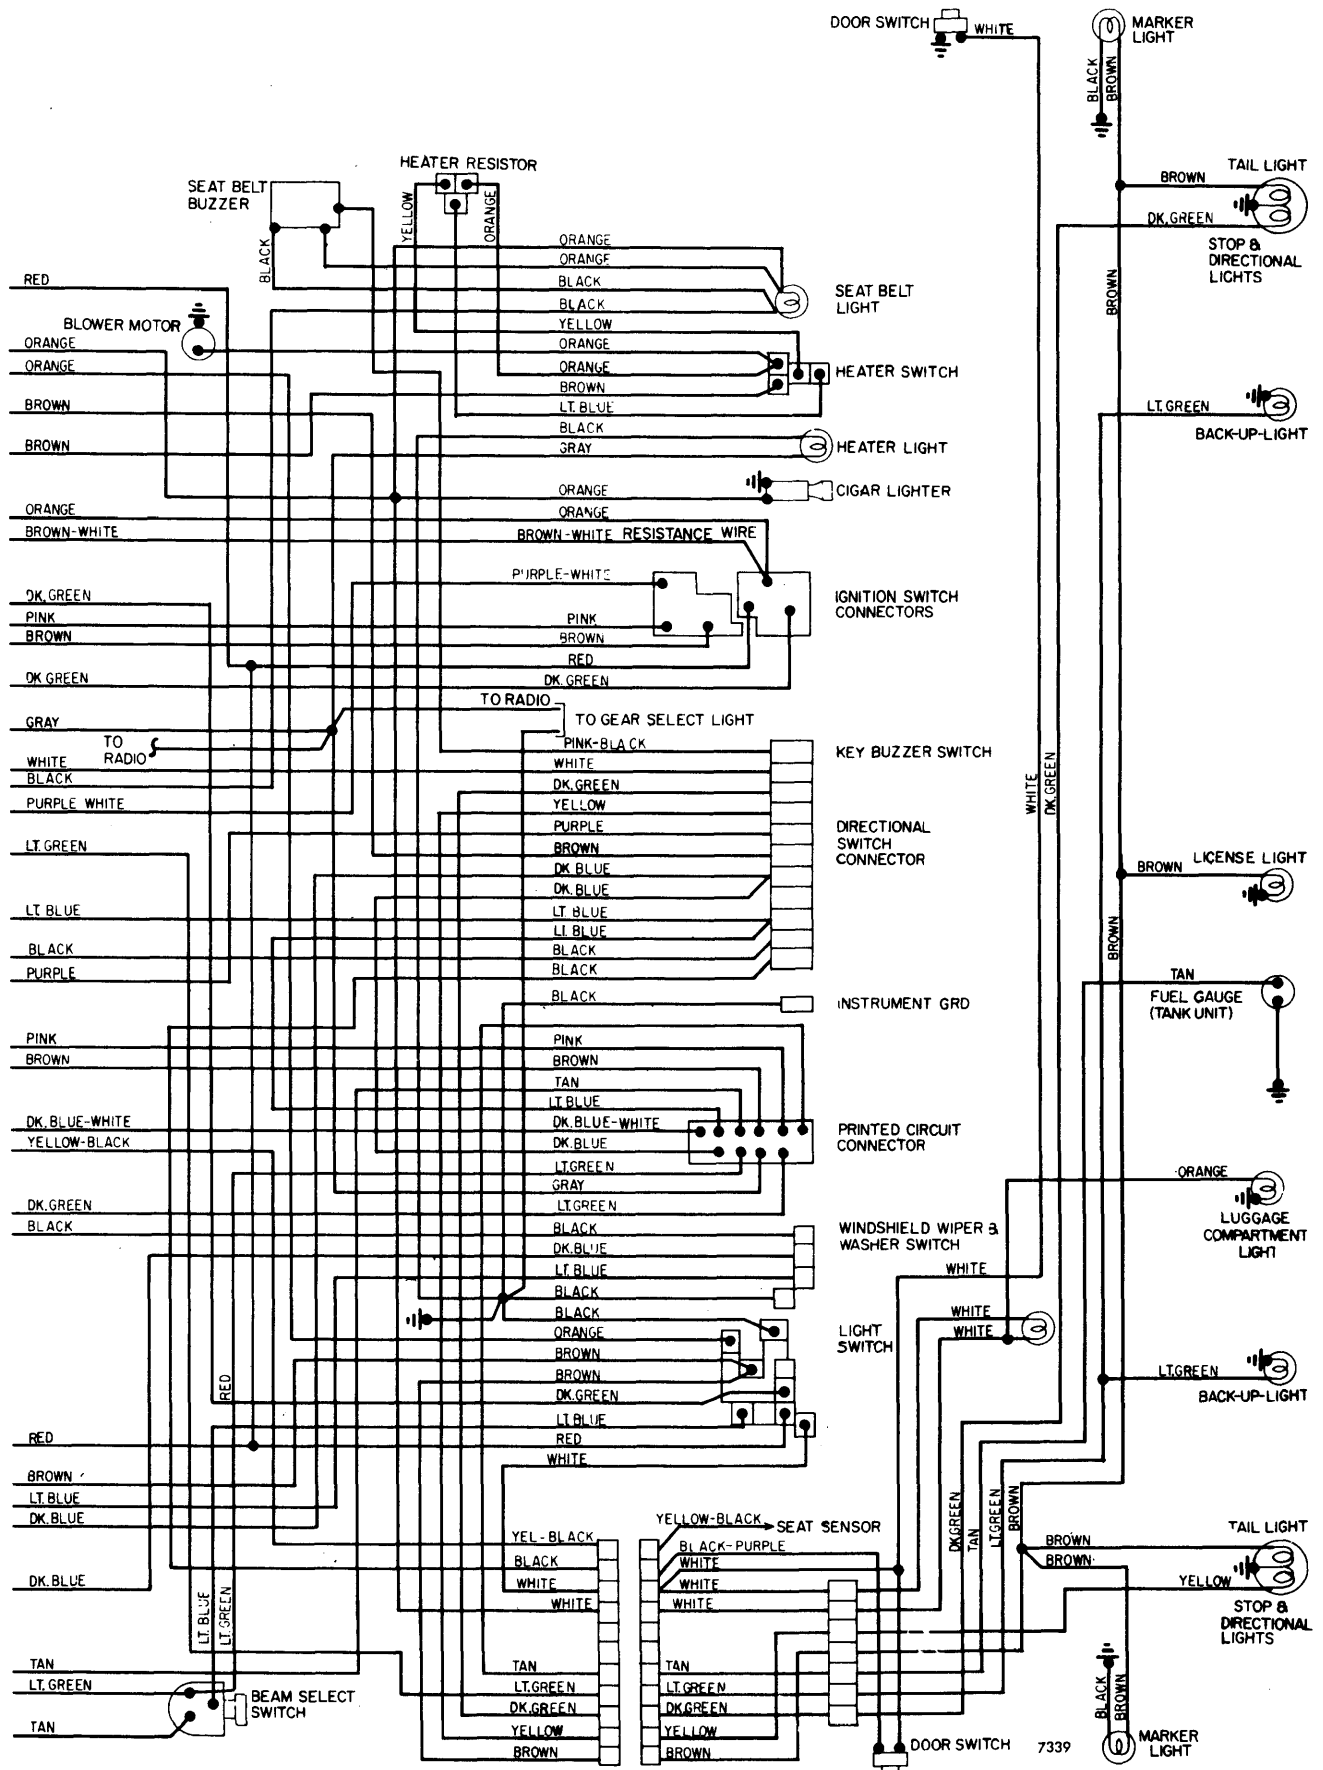 DOOR SWITCH
WHITE
MARKER
LIGHT
BLACK
BROWN
HEATER RESISTOR
SEAT BELT
BUZZER
YELLOW
ORANGE
BLACK
TAIL LIGHT
BROWN
DK.GREEN
STOP &
DIRECTIONAL
LIGHTS
BROWN
ORANGE
ORANGE
BLACK
BLACK
YELLOW
ORANGE
ORANGE
BROWN
LT. BLUE
BLACK
GRAY
SEAT BELT
LIGHT
RED
BLOWER MOTOR
ORANGE
ORANGE
HEATER SWITCH
BROWN
LT.GREEN
BACK-UP-LIGHT
BROWN
HEATER LIGHT
ORANGE
CIGAR LIGHTER
ORANGE
ORANGE
BROWN-WHITE
BROWN-WHITE RESISTANCE WIRE
PURPLE-WHITE
IGNITION SWITCH
CONNECTORS
DK.GREEN
PINK
PINK
BROWN
BROWN
RED
DK GREEN
DK. GREEN
TO RADIO
TO GEAR SELECT LIGHT
GRAY
TO
RADIO
PINK-BLACK
KEY BUZZER SWITCH
WHITE
WHITE
BLACK
DK.GREEN
PURPLE WHITE
YELLOW
WHITE
DK.GREEN
PURPLE
DIRECTIONAL
SWITCH
CONNECTOR
LT.GREEN
BROWN
DK BLUE
DK.BLUE
BROWN
LICENSE LIGHT
LT BLUE
LT. BLUE
LT. BLUE
BROWN
BLACK
BLACK
PURPLE
BLACK
TAN
FUEL GAUGE
(TANK UNIT)
BLACK
INSTRUMENT GRD
PINK
PINK
BROWN
BROWN
TAN
LT.BLUE
DK.BLUE-WHITE
DK.BLUE-WHITE
PRINTED CIRCUIT
CONNECTOR
YELLOW-BLACK
DK.BLUE
LT.GREEN
GRAY
ORANGE
DK.GREEN
LT.GREEN
LUGGAGE
COMPARTMENT
LIGHT
BLACK
BLACK
WINDSHIELD WIPER &
WASHER SWITCH
DK.BLUE
LT. BLUE
WHITE
BLACK
BLACK
WHITE
ORANGE
LIGHT
SWITCH
WHITE
BROWN
BROWN
RED
DK.GREEN
LT.GREEN
BACK-UP-LIGHT
LT.BLUE
RED
RED
WHITE
BROWN
LT. BLUE
DK.BLUE
DK.GREEN
TAN
LT.GREEN
BROWN
YELLOW-BLACK
SEAT SENSOR
TAIL LIGHT
YEL-BLACK
BLACK-PURPLE
BROWN
BLACK
WHITE
BROWN
DK.BLUE
WHITE
WHITE
YELLOW
WHITE
WHITE
STOP &
DIRECTIONAL
LIGHTS
LT.BLUE
LT.GREEN
TAN
TAN
TAN
LT.GREEN
LT.GREEN
LT.GREEN
BEAM SELECT
SWITCH
DK.GREEN
DK.GREEN
BLACK
BROWN
TAN
YELLOW
YELLOW
BROWN
BROWN
DOOR SWITCH
7339
MARKER
LIGHT